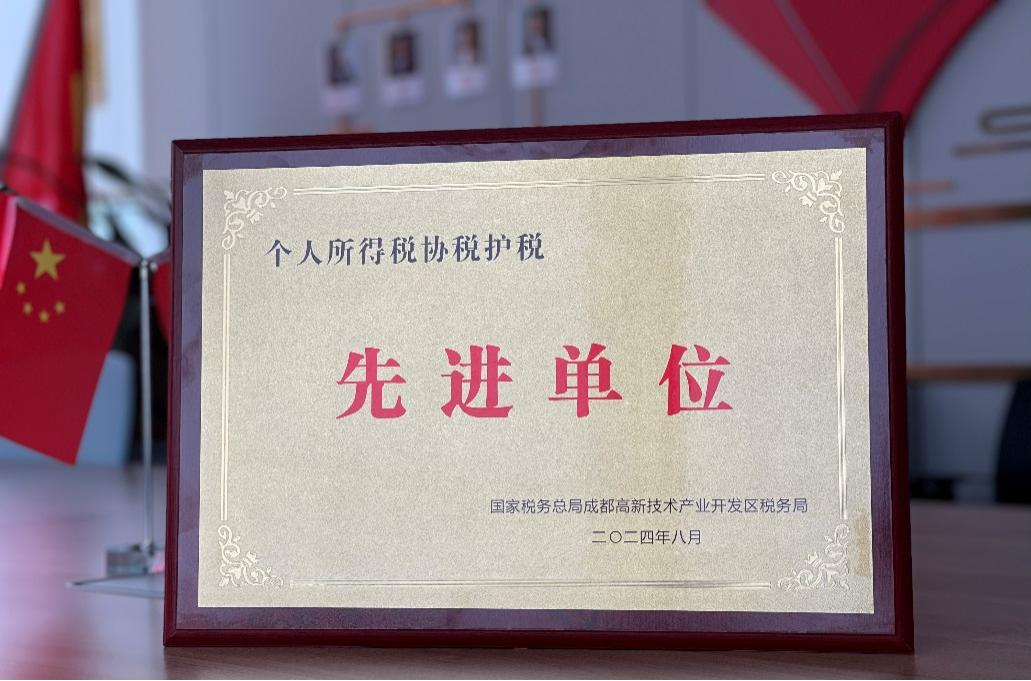 个人所得税协税护税
先进单位
国家税务总局成都高新技术产业开发区税务局
二〇二四年八月